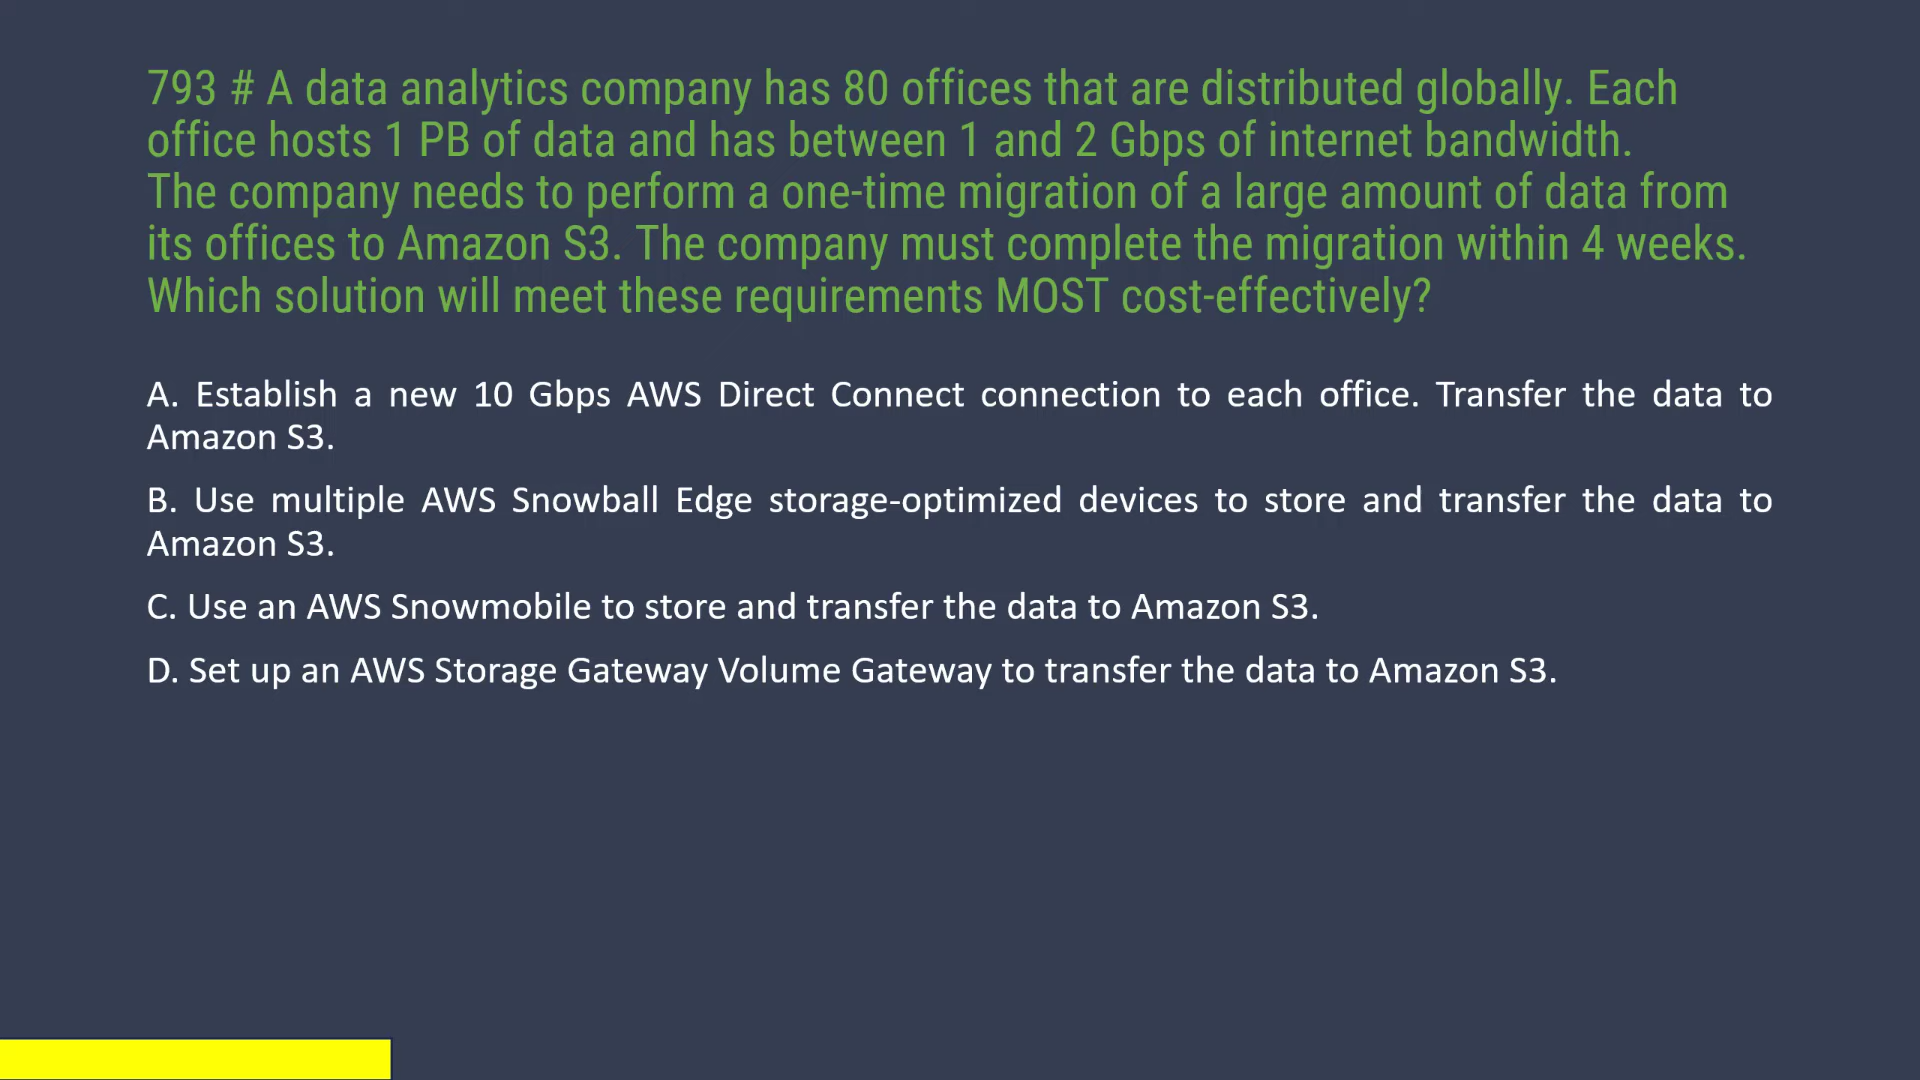 793 # A data analytics company has 80 offices that are distributed globally. Each
office hosts 1 PB of data and has between 1 and 2 Gbps of internet bandwidth.
The company needs to perform a one-time migration of a large amount of data from
its offices to Amazon S3. The company must complete the migration within 4 weeks.
Which solution will meet these requirements MOST cost-effectively?
A. Establish a new 10 Gbps AWS Direct Connect connection to each office. Transfer the data to
Amazon S3.
B. Use multiple AWS Snowball Edge storage-optimized devices to store and transfer the data to
Amazon S3.
C. Use an AWS Snowmobile to store and transfer the data to Amazon S3.
D. Set up an AWS Storage Gateway Volume Gateway to transfer the data to Amazon S3.